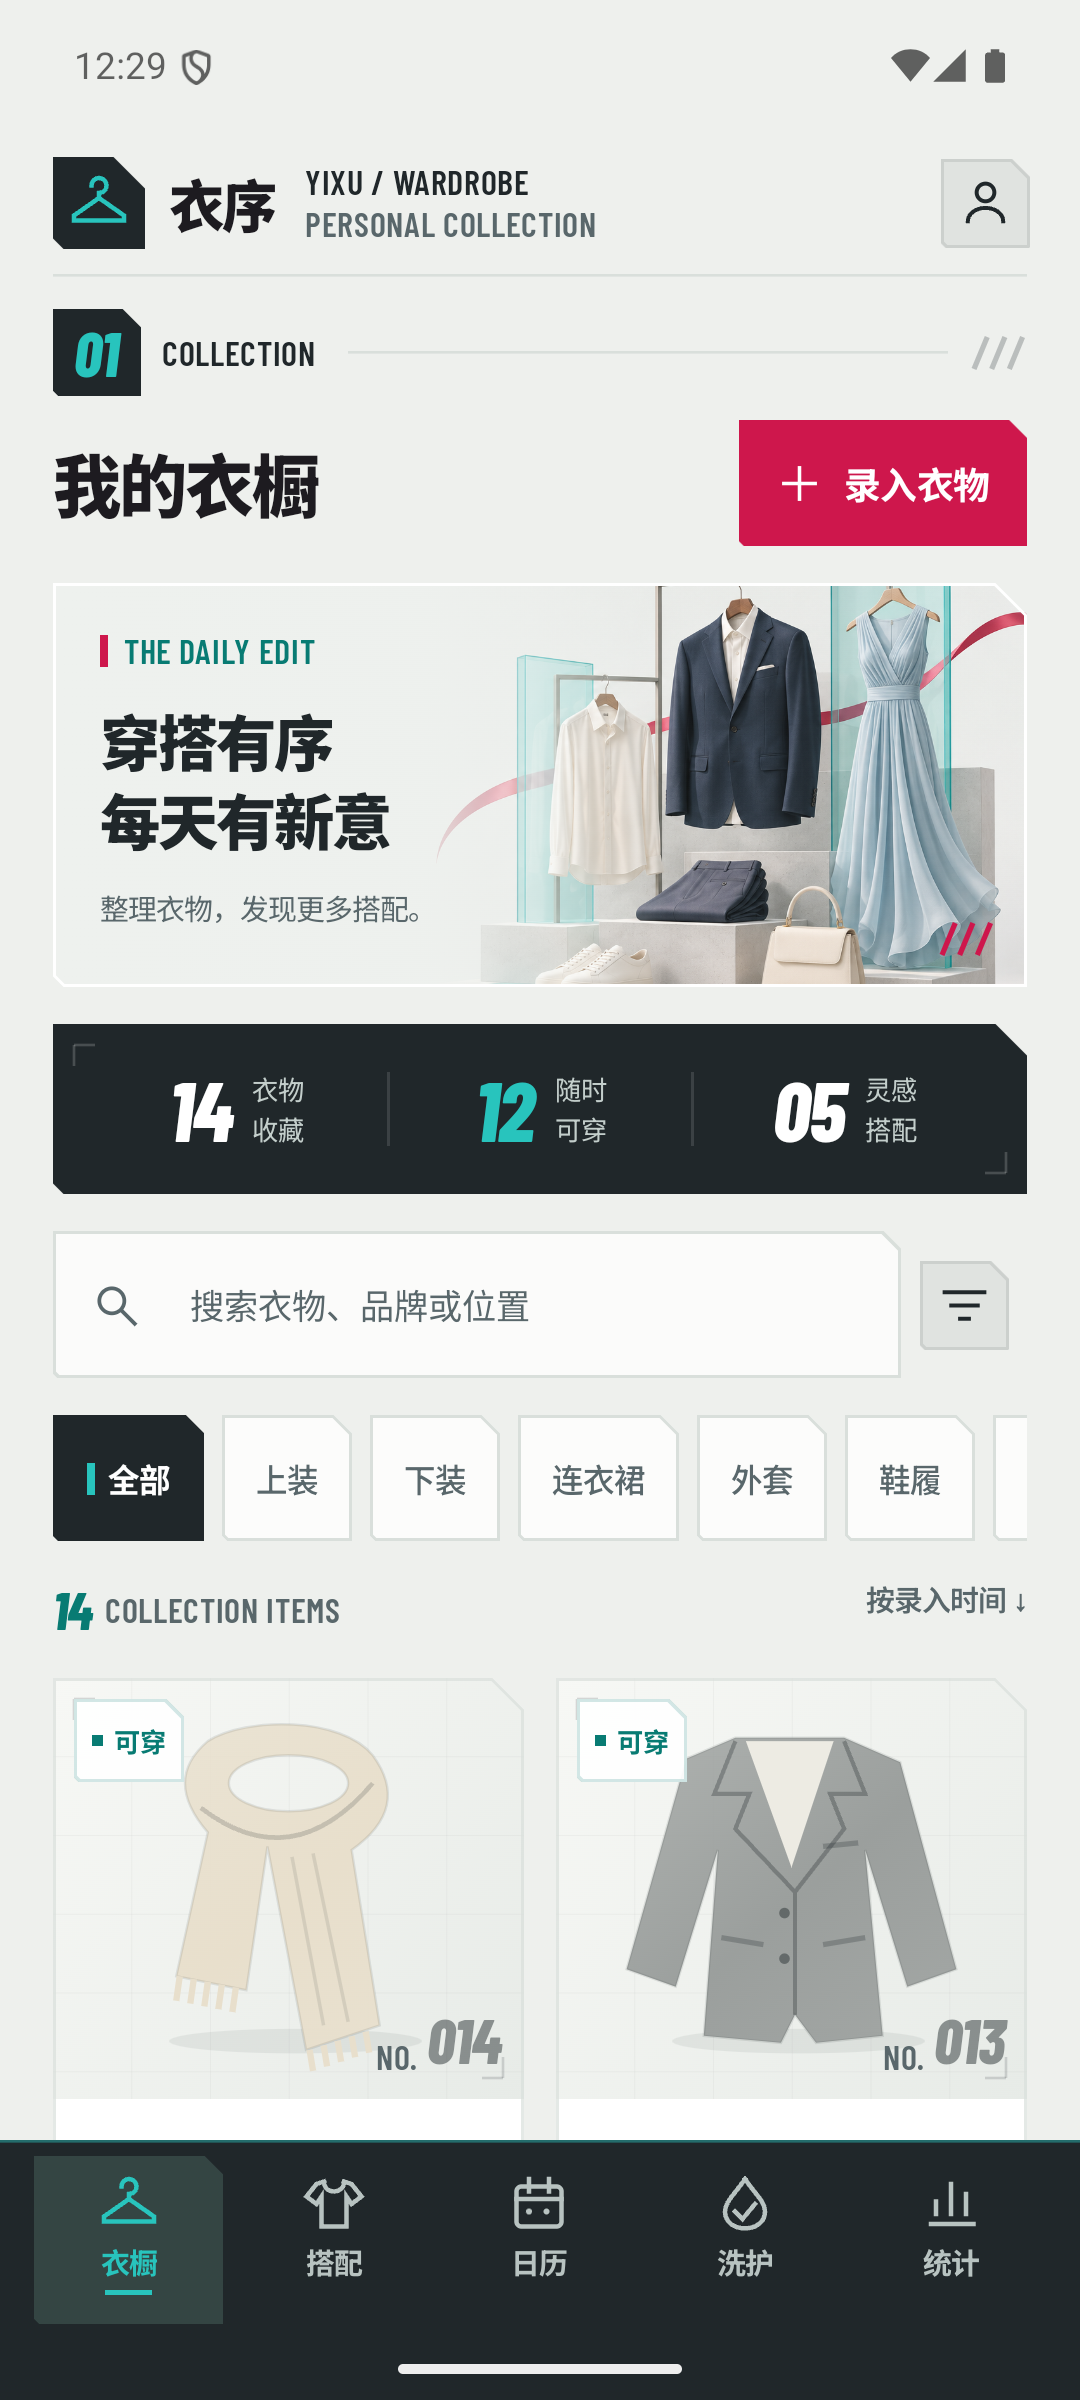 12:29
衣序
YIXU / WARDROBE
PERSONAL COLLECTION
01 COLLECTION
我的衣橱
录入衣物
THE DAILY EDIT
穿搭有序
每天有新意
整理衣物，发现更多搭配。
14 衣物收藏
12 随时可穿
05 灵感搭配
搜索衣物、品牌或位置
全部 上装 下装 连衣裙 外套 鞋履
14 COLLECTION ITEMS
按录入时间 ↓
可穿
NO. 014
可穿
NO. 013
衣橱 搭配 日历 洗护 统计